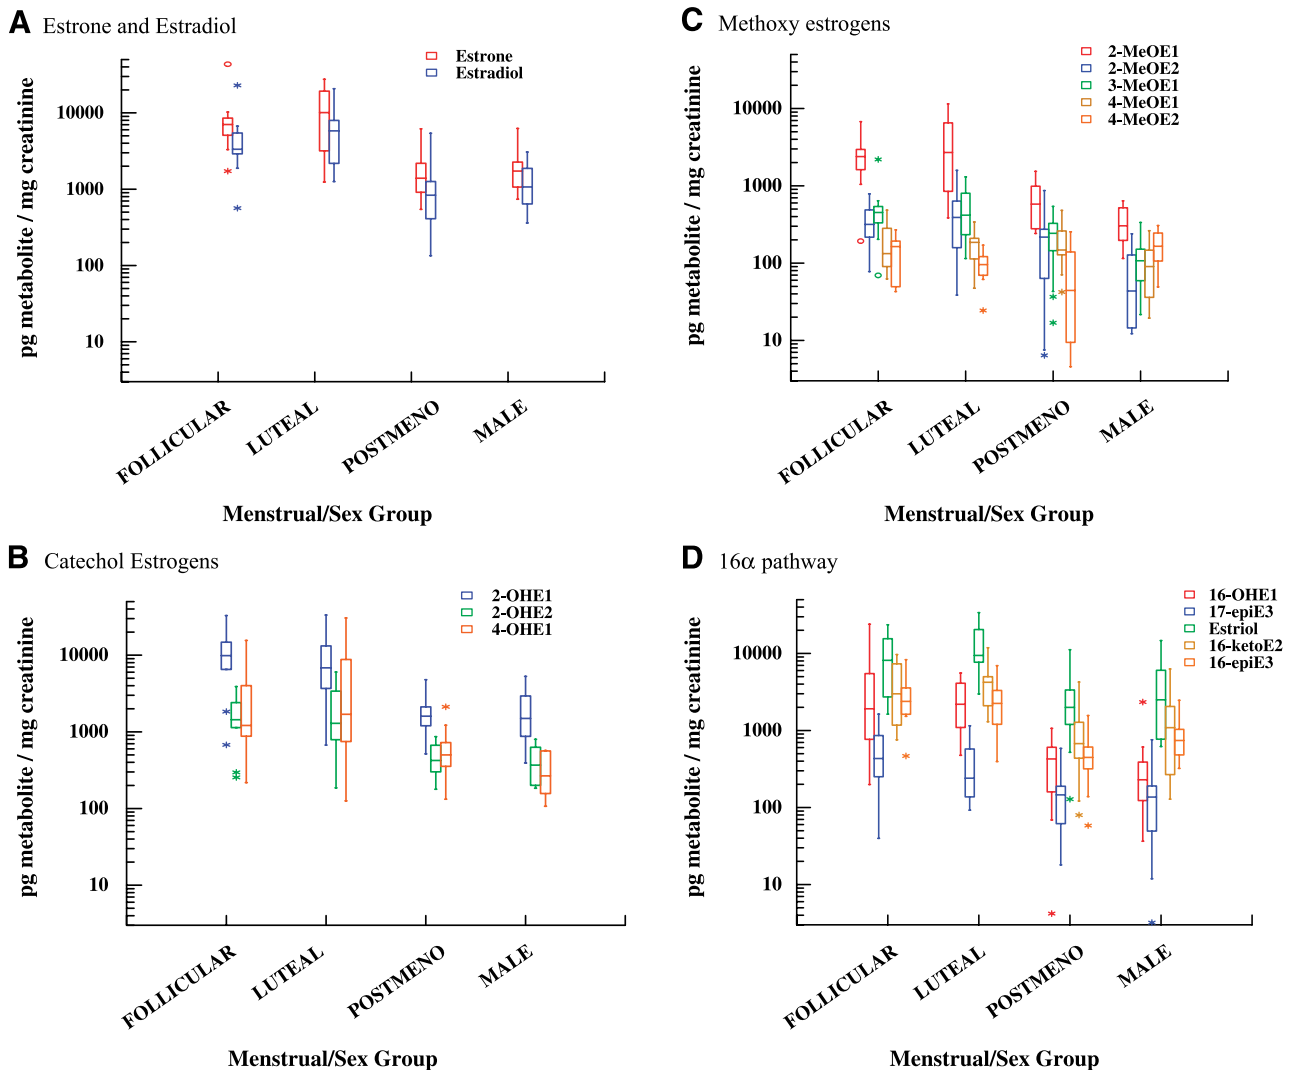 A Estrone and Estradiol
Estrone
Estradiol
pg metabolite / mg creatinine
10000
1000
100
10
FOLLICULAR
LUTEAL
POSTMENO
MALE
Menstrual/Sex Group
C Methoxy estrogens
2-MeOE1
2-MeOE2
3-MeOE1
4-MeOE1
4-MeOE2
pg metabolite / mg creatinine
10000
1000
100
10
FOLLICULAR
LUTEAL
POSTMENO
MALE
Menstrual/Sex Group
B Catechol Estrogens
2-OHE1
2-OHE2
4-OHE1
pg metabolite / mg creatinine
10000
1000
100
10
FOLLICULAR
LUTEAL
POSTMENO
MALE
Menstrual/Sex Group
D 16α pathway
16-OHE1
17-epiE3
Estriol
16-ketoE2
16-epiE3
pg metabolite / mg creatinine
10000
1000
100
10
FOLLICULAR
LUTEAL
POSTMENO
MALE
Menstrual/Sex Group